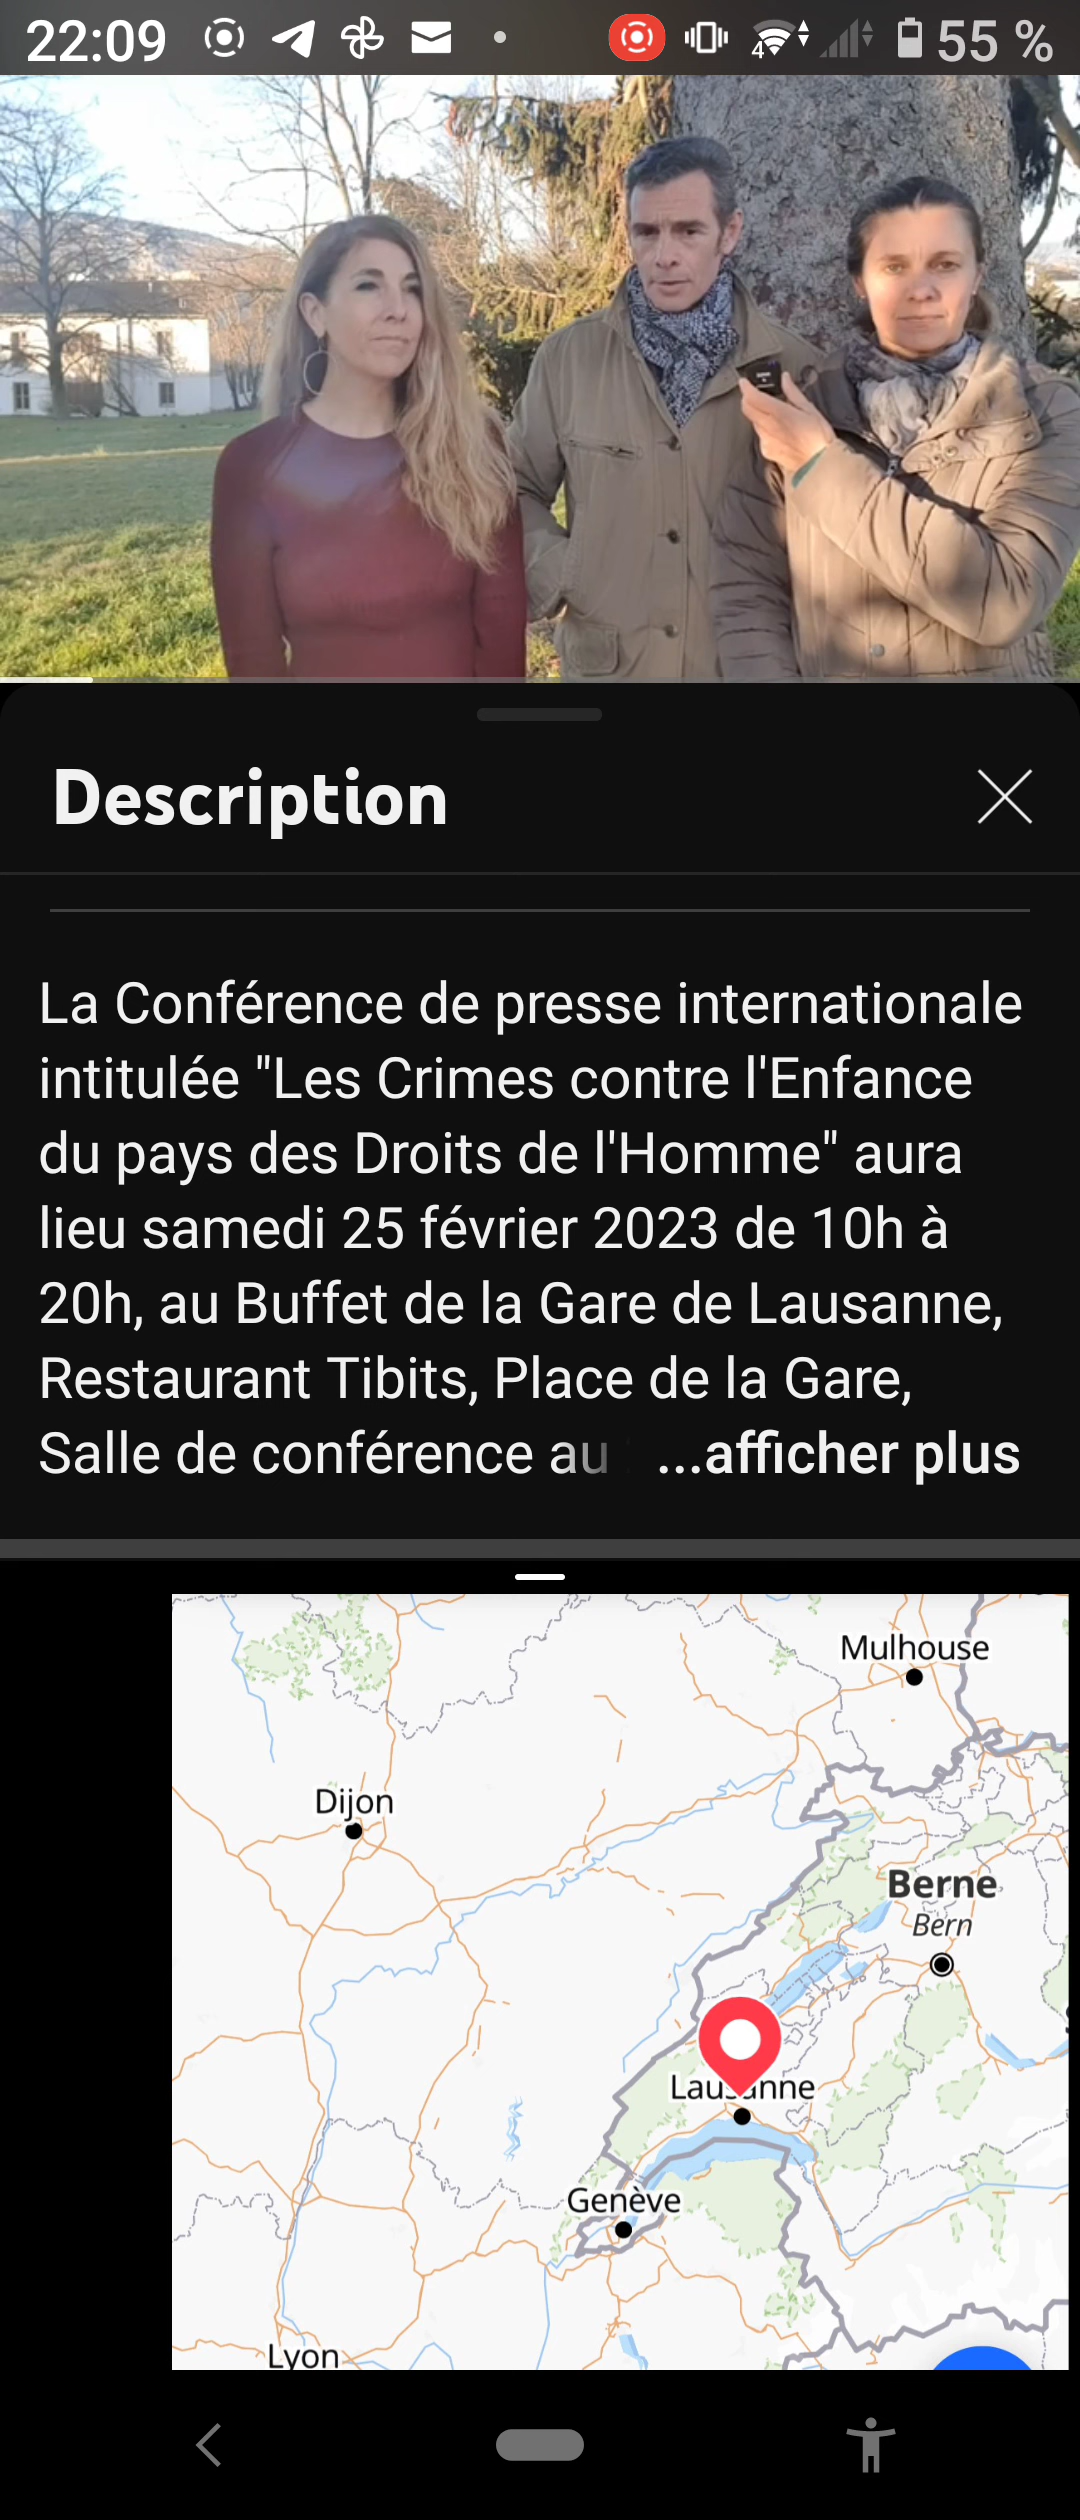 22:09
4
55 %
Description
La Conférence de presse internationale
intitulée "Les Crimes contre l'Enfance
du pays des Droits de l'Homme" aura
lieu samedi 25 février 2023 de 10h à
20h, au Buffet de la Gare de Lausanne,
Restaurant Tibits, Place de la Gare,
Salle de conférence au ...afficher plus
Mulhouse
Dijon
Berne
Bern
Lausanne
Genève
Lyon